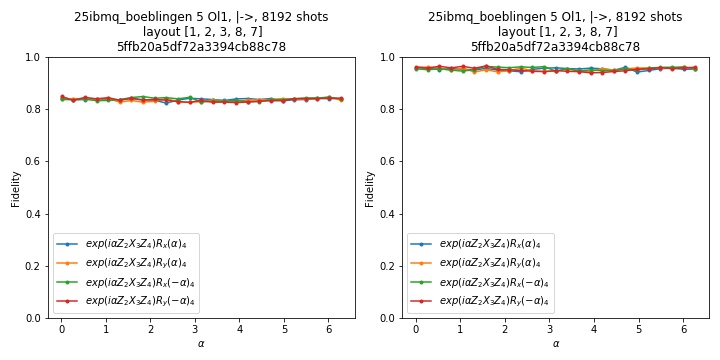 25ibmq_boeblingen 5 Ol1, |->, 8192 shots
layout [1, 2, 3, 8, 7]
5ffb20a5df72a3394cb88c78
1.0
0.8
0.6
0.4
0.2
0.0
Fidelity
exp(iαZ₂X₃Z₄)Rₓ(α)₄
exp(iαZ₂X₃Z₄)Rᵧ(α)₄
exp(iαZ₂X₃Z₄)Rₓ(−α)₄
exp(iαZ₂X₃Z₄)Rᵧ(−α)₄
0 1 2 3 4 5 6
α
25ibmq_boeblingen 5 Ol1, |->, 8192 shots
layout [1, 2, 3, 8, 7]
5ffb20a5df72a3394cb88c78
1.0
0.8
0.6
0.4
0.2
0.0
Fidelity
exp(iαZ₂X₃Z₄)Rₓ(α)₄
exp(iαZ₂X₃Z₄)Rᵧ(α)₄
exp(iαZ₂X₃Z₄)Rₓ(−α)₄
exp(iαZ₂X₃Z₄)Rᵧ(−α)₄
0 1 2 3 4 5 6
α